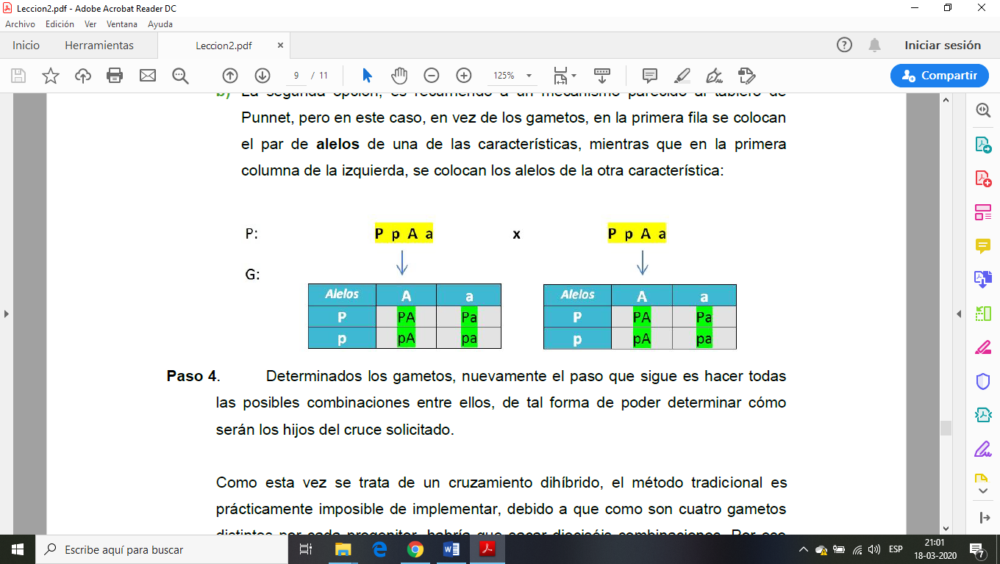 Leccion2.pdf - Adobe Acrobat Reader DC
Archivo Edición Ver Ventana Ayuda
Inicio Herramientas Leccion2.pdf × Iniciar sesión
9 / 11 125% Compartir
b) La segunda opción, es recurriendo a un mecanismo parecido al tablero de
Punnet, pero en este caso, en vez de los gametos, en la primera fila se colocan
el par de alelos de una de las características, mientras que en la primera
columna de la izquierda, se colocan los alelos de la otra característica:
P: P p A a x P p A a
G:
Alelos A a Alelos A a
P PA Pa P PA Pa
p pA pa p pA pa
Paso 4. Determinados los gametos, nuevamente el paso que sigue es hacer todas
las posibles combinaciones entre ellos, de tal forma de poder determinar cómo
serán los hijos del cruce solicitado.
Como esta vez se trata de un cruzamiento dihíbrido, el método tradicional es
prácticamente imposible de implementar, debido a que como son cuatro gametos
distintos por cada progenitor, habría que sacar dieciséis combinaciones. Por eso
Escribe aquí para buscar ESP 21:01
18-03-2020 7